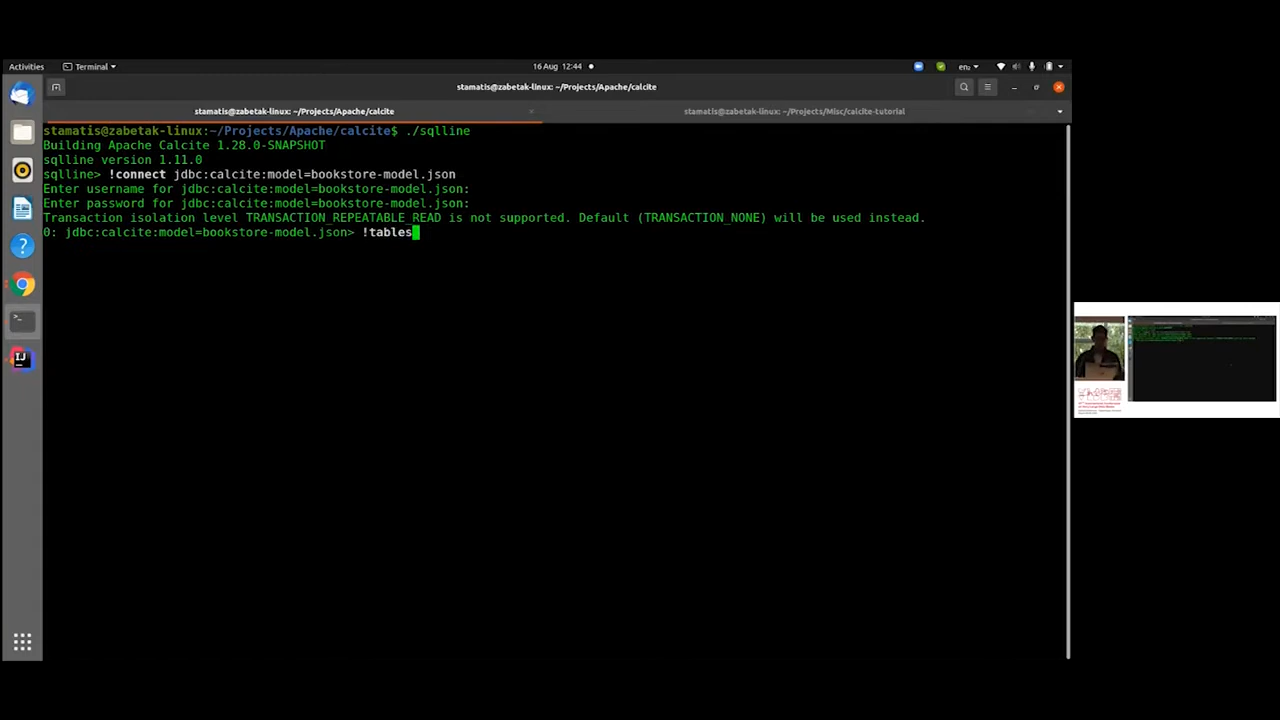 Activities
Terminal
16 Aug 12:44
en₂
stamatis@zabetak-linux: ~/Projects/Apache/calcite
stamatis@zabetak-linux: ~/Projects/Apache/calcite
stamatis@zabetak-linux: ~/Projects/Misc/calcite-tutorial
stamatis@zabetak-linux:~/Projects/Apache/calcite$ ./sqlline
Building Apache Calcite 1.28.0-SNAPSHOT
sqlline version 1.11.0
sqlline> !connect jdbc:calcite:model=bookstore-model.json
Enter username for jdbc:calcite:model=bookstore-model.json:
Enter password for jdbc:calcite:model=bookstore-model.json:
Transaction isolation level TRANSACTION_REPEATABLE_READ is not supported. Default (TRANSACTION_NONE) will be used instead.
0: jdbc:calcite:model=bookstore-model.json> !tables